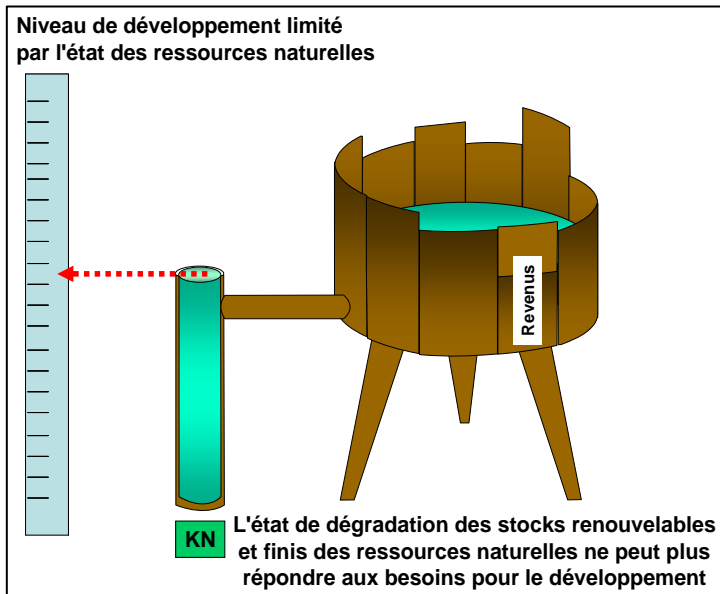 Niveau de développement limité
par l'état des ressources naturelles
Revenus
KN
L'état de dégradation des stocks renouvelables
et finis des ressources naturelles ne peut plus
répondre aux besoins pour le développement